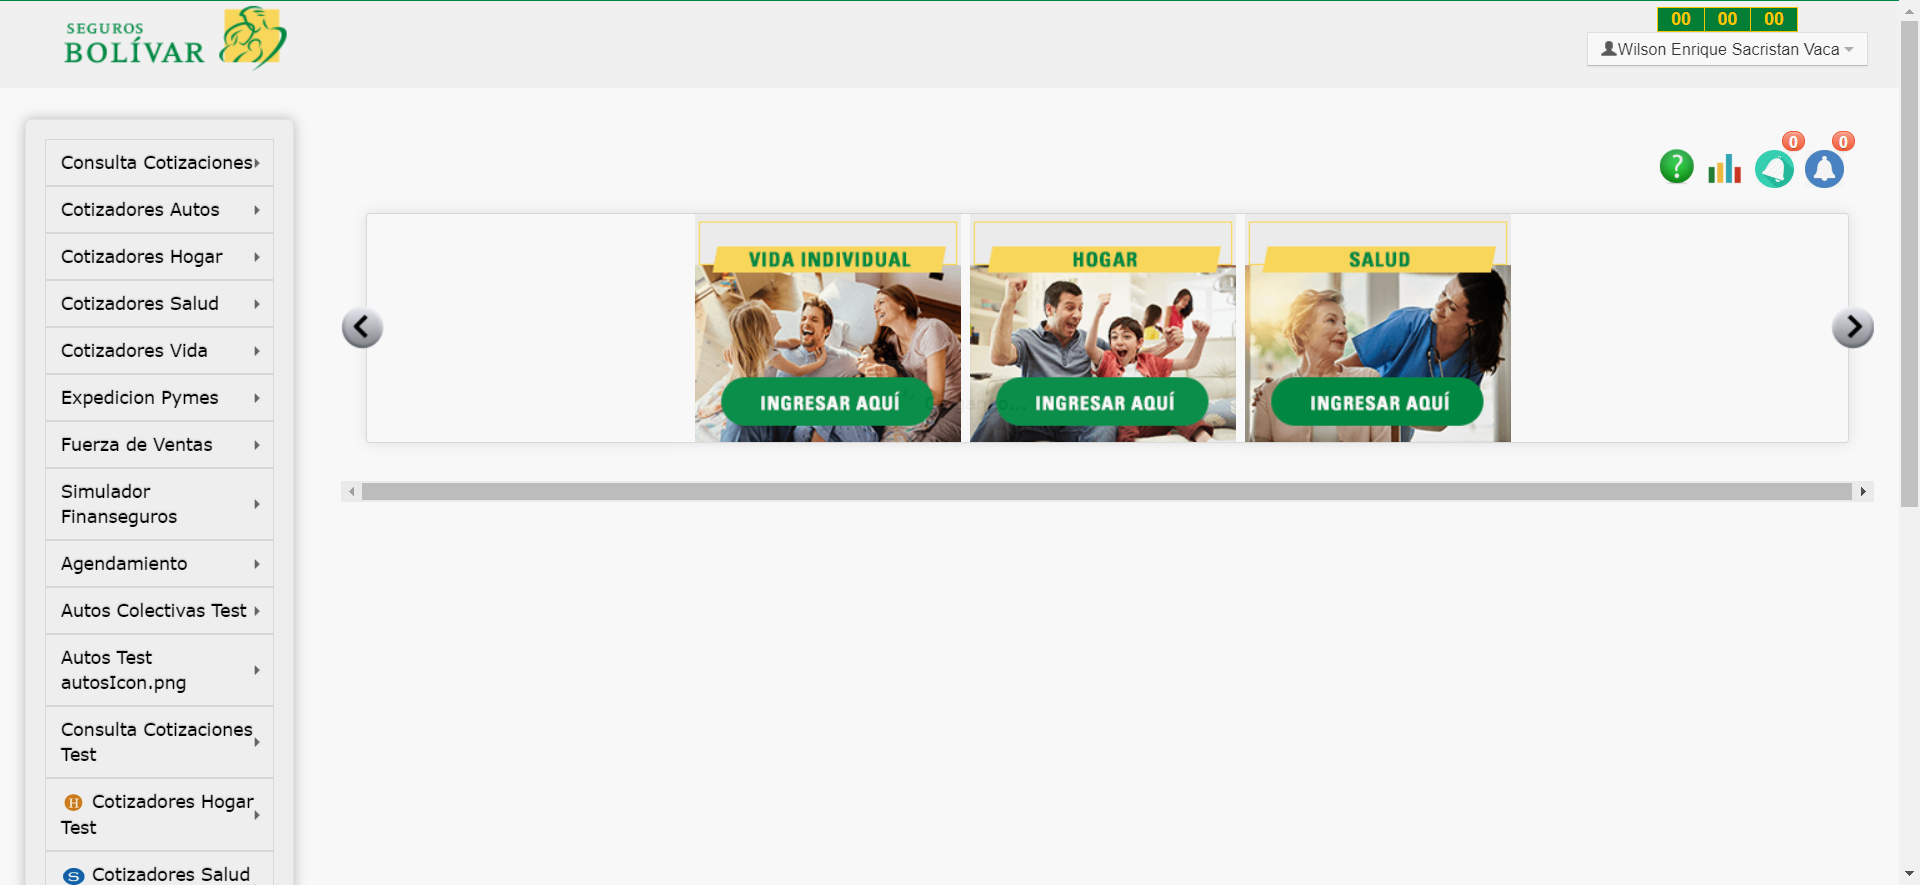 SEGUROS
BOLÍVAR
00 00 00
Wilson Enrique Sacristan Vaca
Consulta Cotizaciones
Cotizadores Autos
Cotizadores Hogar
Cotizadores Salud
Cotizadores Vida
Expedicion Pymes
Fuerza de Ventas
Simulador
Finanseguros
Agendamiento
Autos Colectivas Test
Autos Test
autosIcon.png
Consulta Cotizaciones
Test
H Cotizadores Hogar
Test
S Cotizadores Salud
?
0
0
VIDA INDIVIDUAL
INGRESAR AQUÍ
HOGAR
INGRESAR AQUÍ
SALUD
INGRESAR AQUÍ